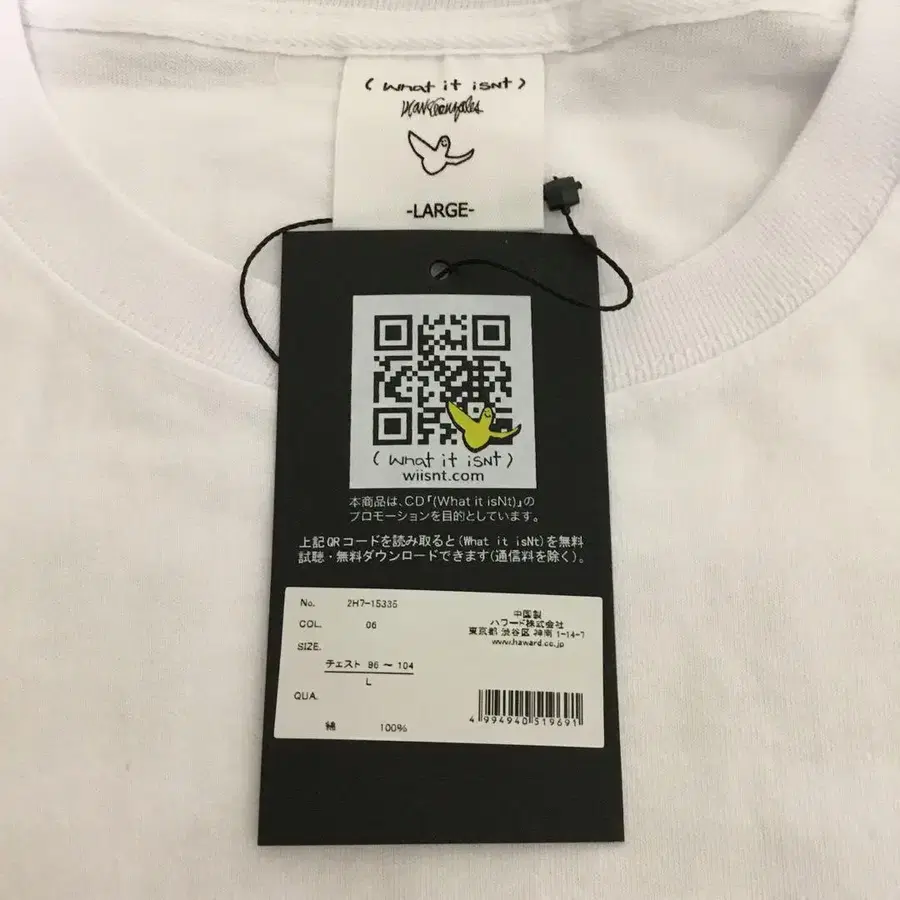 (What it isNt)
Mark Gonzales
-LARGE-
(What it isNt)
wiisnt.com
本商品は、CD『(What it isNt)』の
プロモーションを目的としています。
上記QRコードを読み取ると(What it isNt)を無料
試聴・無料ダウンロードできます(通信料を除く)。
No. 2H7-15335
COL. 06
SIZE.
チェスト 96 ～ 104
L
QUA.
綿 100%
中国製
ハワード株式会社
東京都 渋谷区 神南 1-14-7
www.haward.co.jp
4 994940 519691